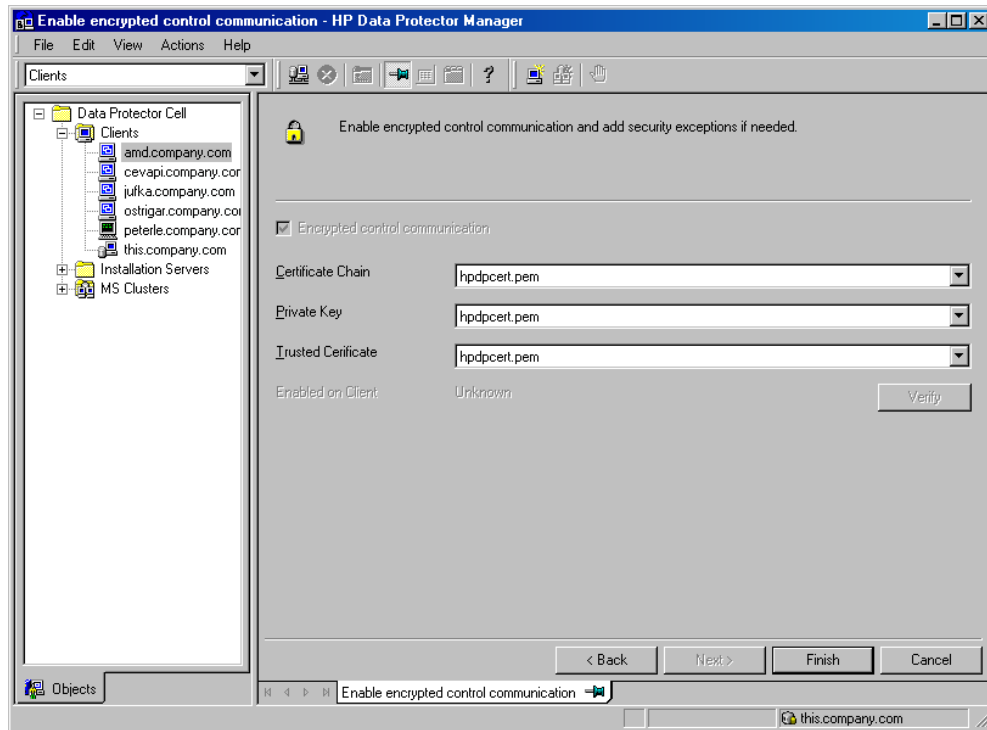 Enable encrypted control communication - HP Data Protector Manager
File Edit View Actions Help
Clients
Data Protector Cell
Clients
amd.company.com
cevapi.company.cor
jufka.company.com
ostrigar.company.co
peterle.company.cor
this.company.com
Installation Servers
MS Clusters
Enable encrypted control communication and add security exceptions if needed.
Encrypted control communication
Certificate Chain hpdpcert.pem
Private Key hpdpcert.pem
Trusted Cerificate hpdpcert.pem
Enabled on Client Unknown Verify
< Back Next > Finish Cancel
Objects
Enable encrypted control communication
this.company.com